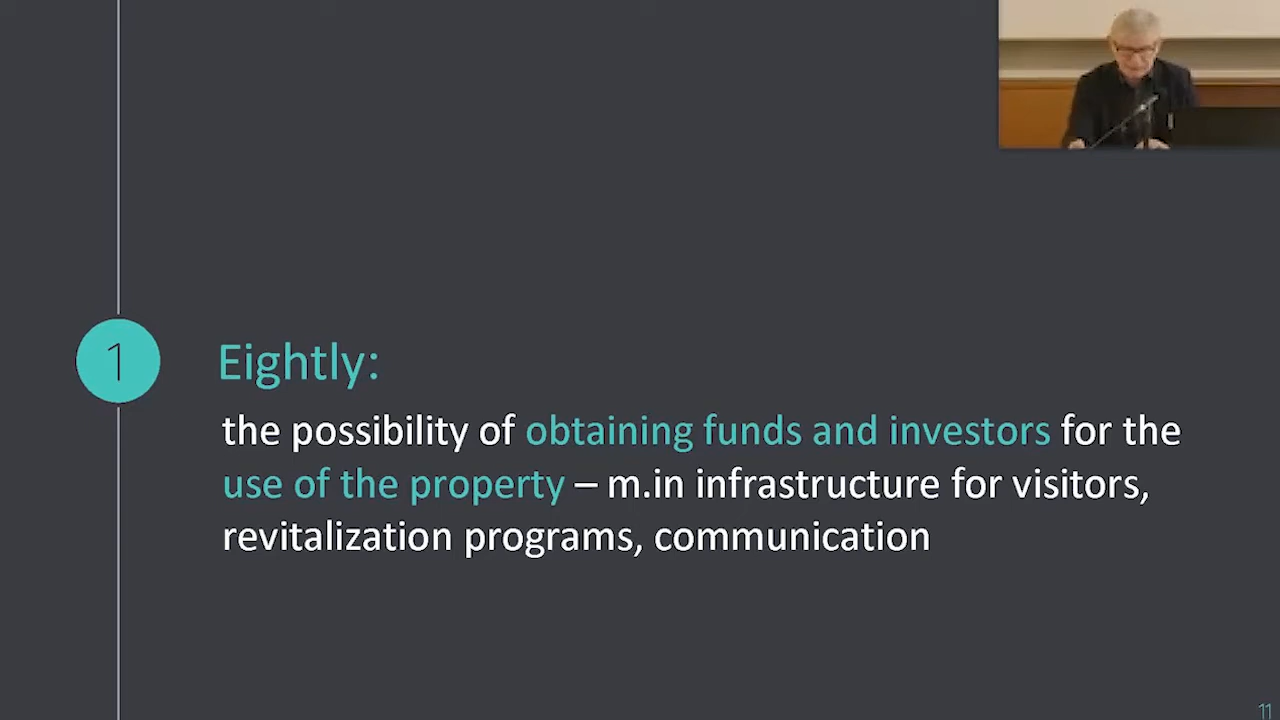 1
Eightly:
the possibility of obtaining funds and investors for the
use of the property – m.in infrastructure for visitors,
revitalization programs, communication
11